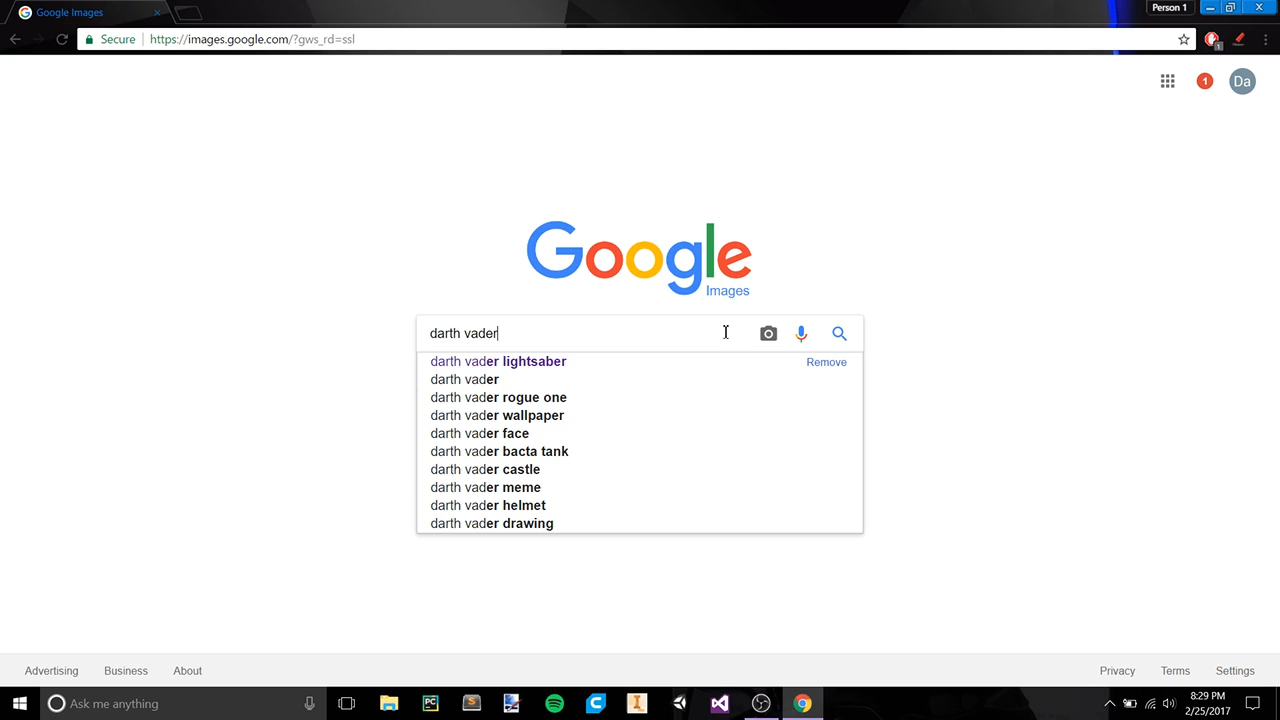 Google Images
Person 1
Secure
https://images.google.com/?gws_rd=ssl
1
1
Da
Google
Images
darth vader
darth vader lightsaber
Remove
darth vader
darth vader rogue one
darth vader wallpaper
darth vader face
darth vader bacta tank
darth vader castle
darth vader meme
darth vader helmet
darth vader drawing
Advertising
Business
About
Privacy
Terms
Settings
Ask me anything
PC
S
I
8:29 PM
2/25/2017